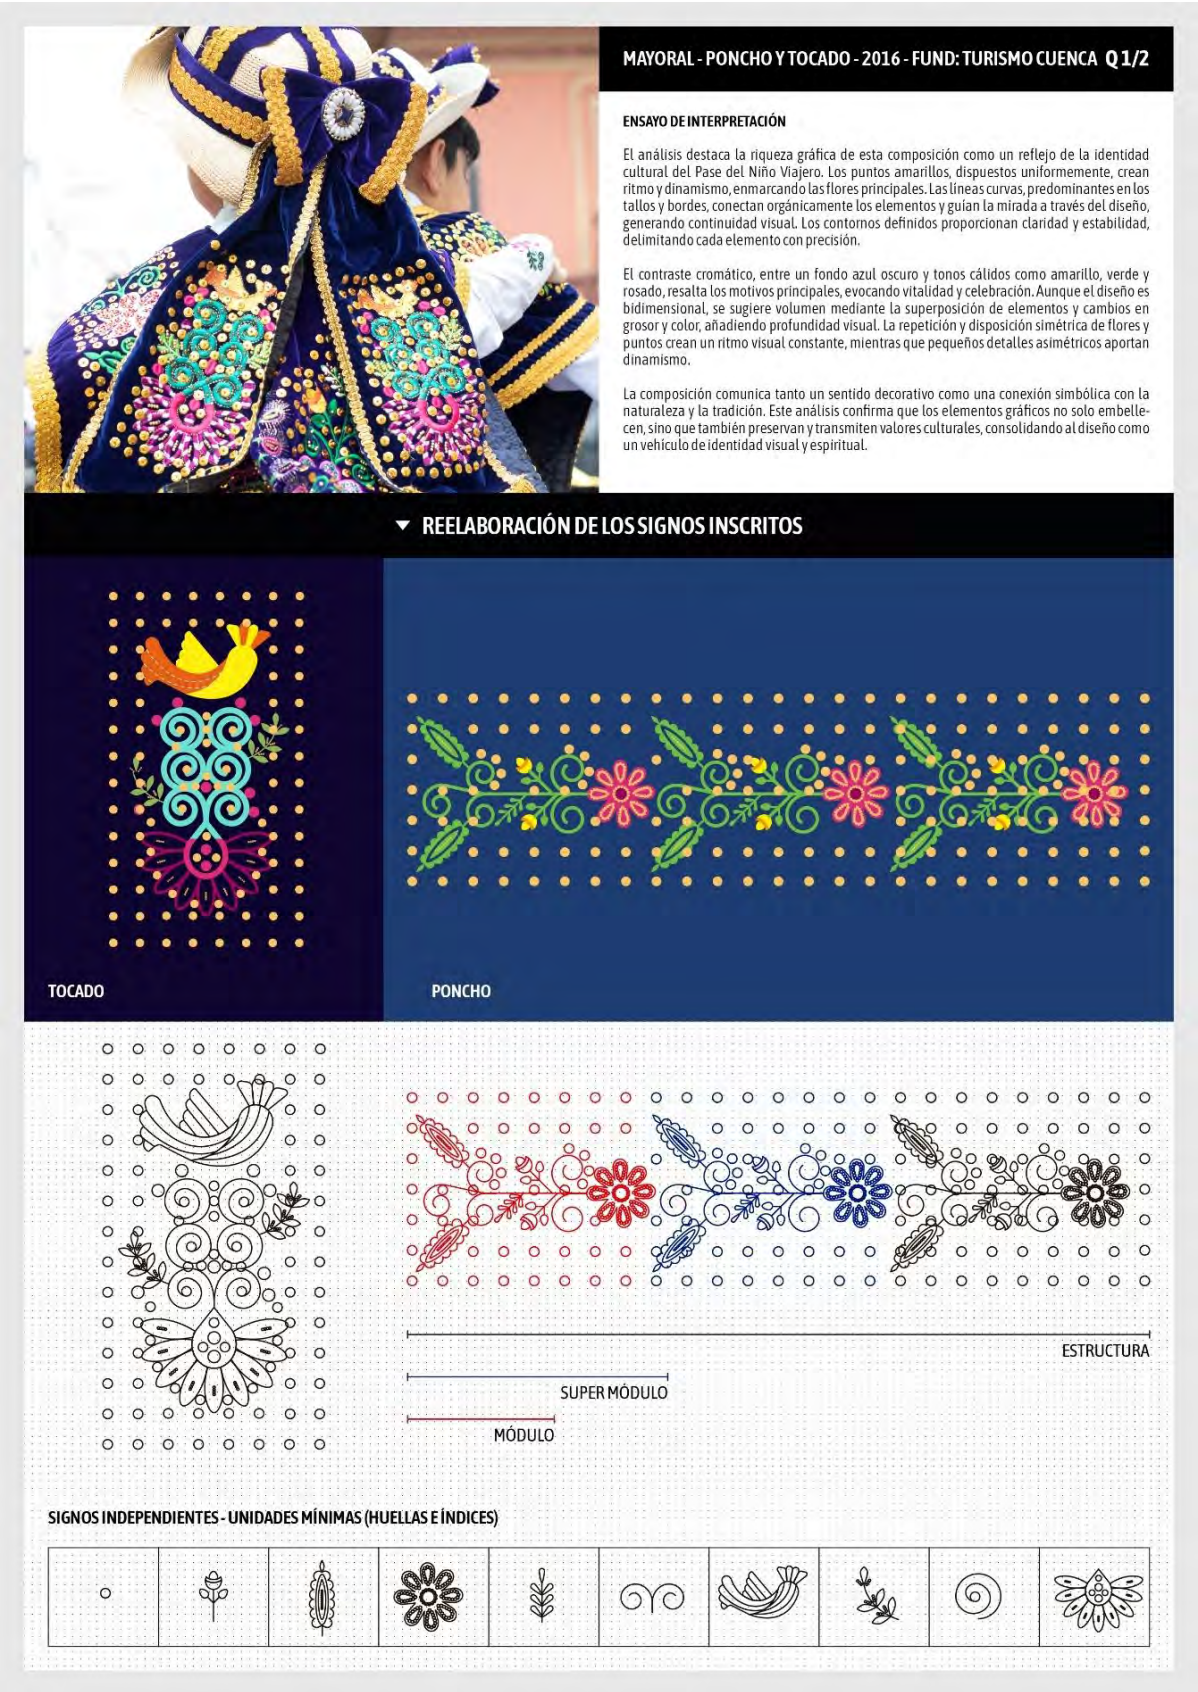 MAYORAL - PONCHO Y TOCADO - 2016 - FUND: TURISMO CUENCA Q 1/2
ENSAYO DE INTERPRETACIÓN
El análisis destaca la riqueza gráfica de esta composición como un reflejo de la identidad
cultural del Pase del Niño Viajero. Los puntos amarillos, dispuestos uniformemente, crean
ritmo y dinamismo, enmarcando las flores principales. Las líneas curvas, predominantes en los
tallos y bordes, conectan orgánicamente los elementos y guían la mirada a través del diseño,
generando continuidad visual. Los contornos definidos proporcionan claridad y estabilidad,
delimitando cada elemento con precisión.
El contraste cromático, entre un fondo azul oscuro y tonos cálidos como amarillo, verde y
rosado, resalta los motivos principales, evocando vitalidad y celebración. Aunque el diseño es
bidimensional, se sugiere volumen mediante la superposición de elementos y cambios en
grosor y color, añadiendo profundidad visual. La repetición y disposición simétrica de flores y
puntos crean un ritmo visual constante, mientras que pequeños detalles asimétricos aportan
dinamismo.
La composición comunica tanto un sentido decorativo como una conexión simbólica con la
naturaleza y la tradición. Este análisis confirma que los elementos gráficos no solo embelle-
cen, sino que también preservan y transmiten valores culturales, consolidando al diseño como
un vehículo de identidad visual y espiritual.
REELABORACIÓN DE LOS SIGNOS INSCRITOS
TOCADO
PONCHO
ESTRUCTURA
SUPER MÓDULO
MÓDULO
SIGNOS INDEPENDIENTES - UNIDADES MÍNIMAS (HUELLAS E ÍNDICES)